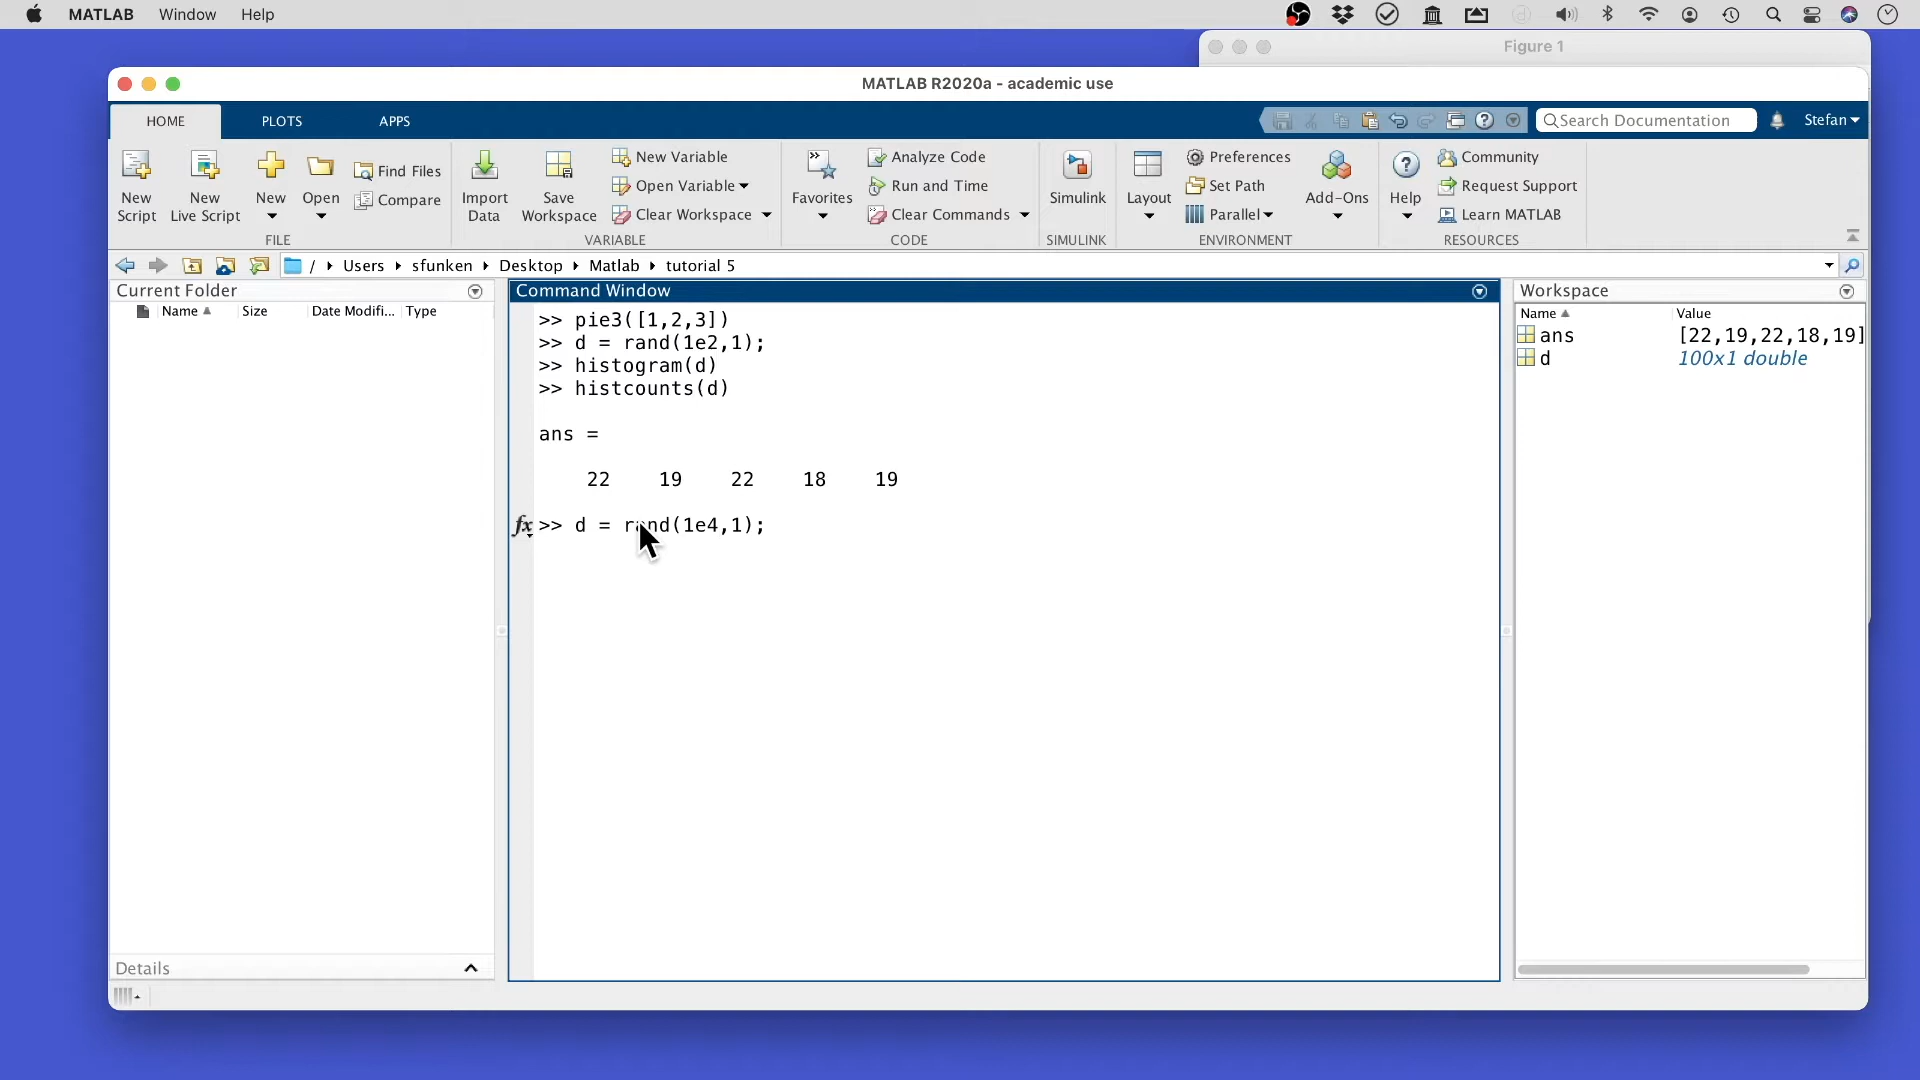 MATLAB Window Help
Figure 1
MATLAB R2020a - academic use
HOME PLOTS APPS
Search Documentation
Stefan
New Script
New Live Script
New
Open
Find Files
Compare
FILE
Import Data
Save Workspace
New Variable
Open Variable
Clear Workspace
VARIABLE
Favorites
Analyze Code
Run and Time
Clear Commands
CODE
Simulink
SIMULINK
Layout
Preferences
Set Path
Parallel
Add-Ons
ENVIRONMENT
Help
Community
Request Support
Learn MATLAB
RESOURCES
/ Users sfunken Desktop Matlab tutorial 5
Current Folder
Name Size Date Modifi... Type
Details
Command Window
>> pie3([1,2,3])
>> d = rand(1e2,1);
>> histogram(d)
>> histcounts(d)
ans =
22 19 22 18 19
fx >> d = rand(1e4,1);
Workspace
Name Value
ans [22,19,22,18,19]
d 100x1 double